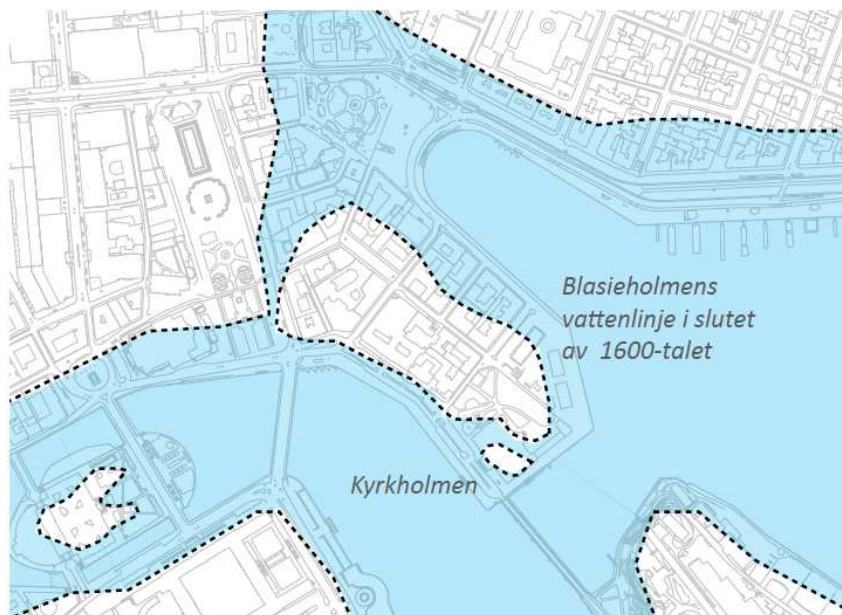 Blasieholmens
vattenlinje i slutet
av 1600-talet
Kyrkholmen